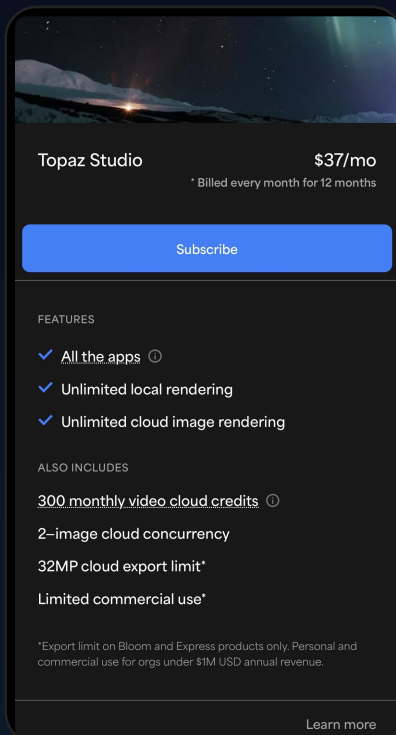 Topaz Studio
$37/mo
* Billed every month for 12 months
Subscribe
FEATURES
All the apps
Unlimited local rendering
Unlimited cloud image rendering
ALSO INCLUDES
300 monthly video cloud credits
2–image cloud concurrency
32MP cloud export limit*
Limited commercial use*
*Export limit on Bloom and Express products only. Personal and
commercial use for orgs under $1M USD annual revenue.
Learn more